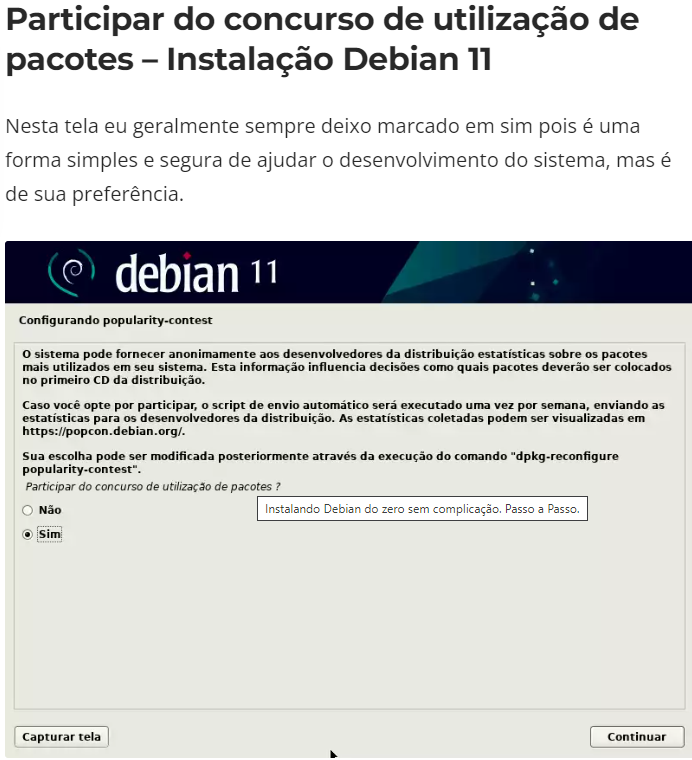 Participar do concurso de utilização de
pacotes – Instalação Debian 11
Nesta tela eu geralmente sempre deixo marcado em sim pois é uma
forma simples e segura de ajudar o desenvolvimento do sistema, mas é
de sua preferência.
debian 11
Configurando popularity-contest
O sistema pode fornecer anonimamente aos desenvolvedores da distribuição estatísticas sobre os pacotes
mais utilizados em seu sistema. Esta informação influencia decisões como quais pacotes deverão ser colocados
no primeiro CD da distribuição.
Caso você opte por participar, o script de envio automático será executado uma vez por semana, enviando as
estatísticas para os desenvolvedores da distribuição. As estatísticas coletadas podem ser visualizadas em
https://popcon.debian.org/.
Sua escolha pode ser modificada posteriormente através da execução do comando "dpkg-reconfigure
popularity-contest".
Participar do concurso de utilização de pacotes ?
Não
Instalando Debian do zero sem complicação. Passo a Passo.
Sim
Capturar tela
Continuar